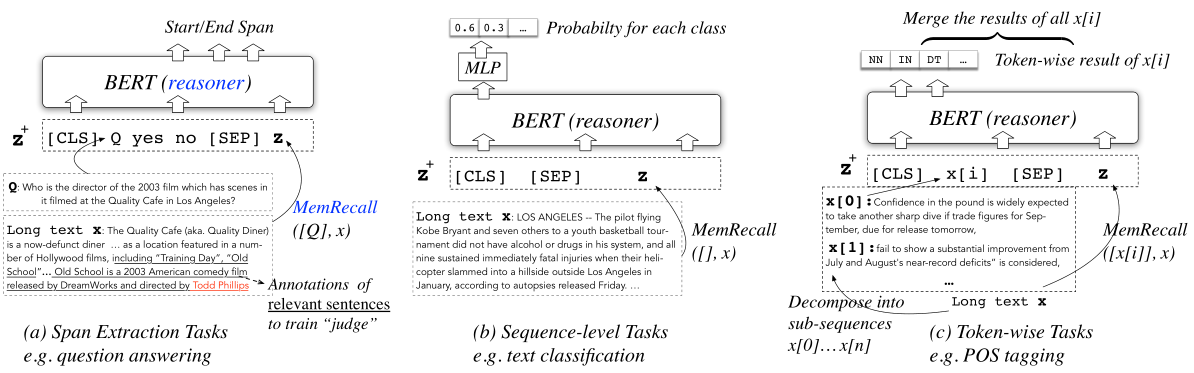 Start/End Span
BERT (reasoner)
z+
[CLS] Q yes no [SEP] z
Q: Who is the director of the 2003 film which has scenes in
it filmed at the Quality Cafe in Los Angeles?
MemRecall
([Q], x)
Long text x: The Quality Cafe (aka. Quality Diner)
is a now-defunct diner … as a location featured in a num-
ber of Hollywood films, including "Training Day", "Old
School"… Old School is a 2003 American comedy film
released by DreamWorks and directed by Todd Phillips
Annotations of
relevant sentences
to train "judge"
(a) Span Extraction Tasks
e.g. question answering
0.6 0.3 …
Probabilty for each class
MLP
BERT (reasoner)
z+
[CLS] [SEP] z
Long text x: LOS ANGELES -- The pilot flying
Kobe Bryant and seven others to a youth basketball tour-
nament did not have alcohol or drugs in his system, and all
nine sustained immediately fatal injuries when their heli-
copter slammed into a hillside outside Los Angeles in
January, according to autopsies released Friday. …
MemRecall
([], x)
(b) Sequence-level Tasks
e.g. text classification
Merge the results of all x[i]
NN IN DT …
Token-wise result of x[i]
BERT (reasoner)
z+
[CLS] x[i] [SEP] z
x[0]: Confidence in the pound is widely expected
to take another sharp dive if trade figures for Sep-
tember, due for release tomorrow,
x[1]: fail to show a substantial improvement from
July and August's near-record deficits" is considered,
…
MemRecall
([x[i]], x)
Long text x
Decompose into
sub-sequences
x[0]…x[n]
(c) Token-wise Tasks
e.g. POS tagging